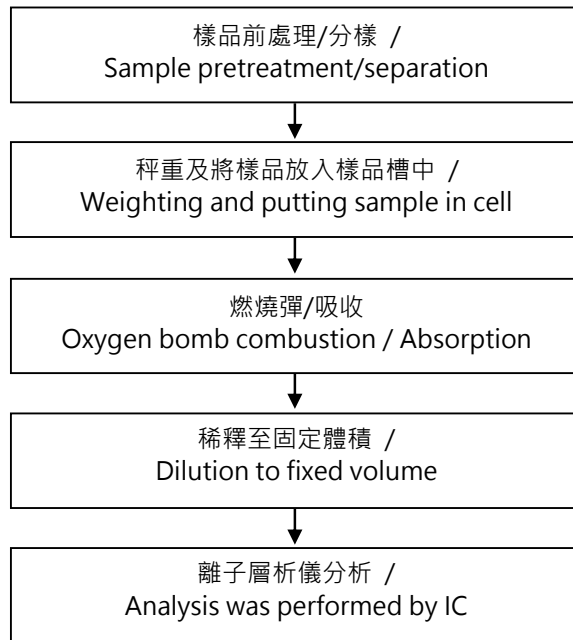 樣品前處理/分樣 /
Sample pretreatment/separation
秤重及將樣品放入樣品槽中 /
Weighting and putting sample in cell
燃燒彈/吸收
Oxygen bomb combustion / Absorption
稀釋至固定體積 /
Dilution to fixed volume
離子層析儀分析 /
Analysis was performed by IC